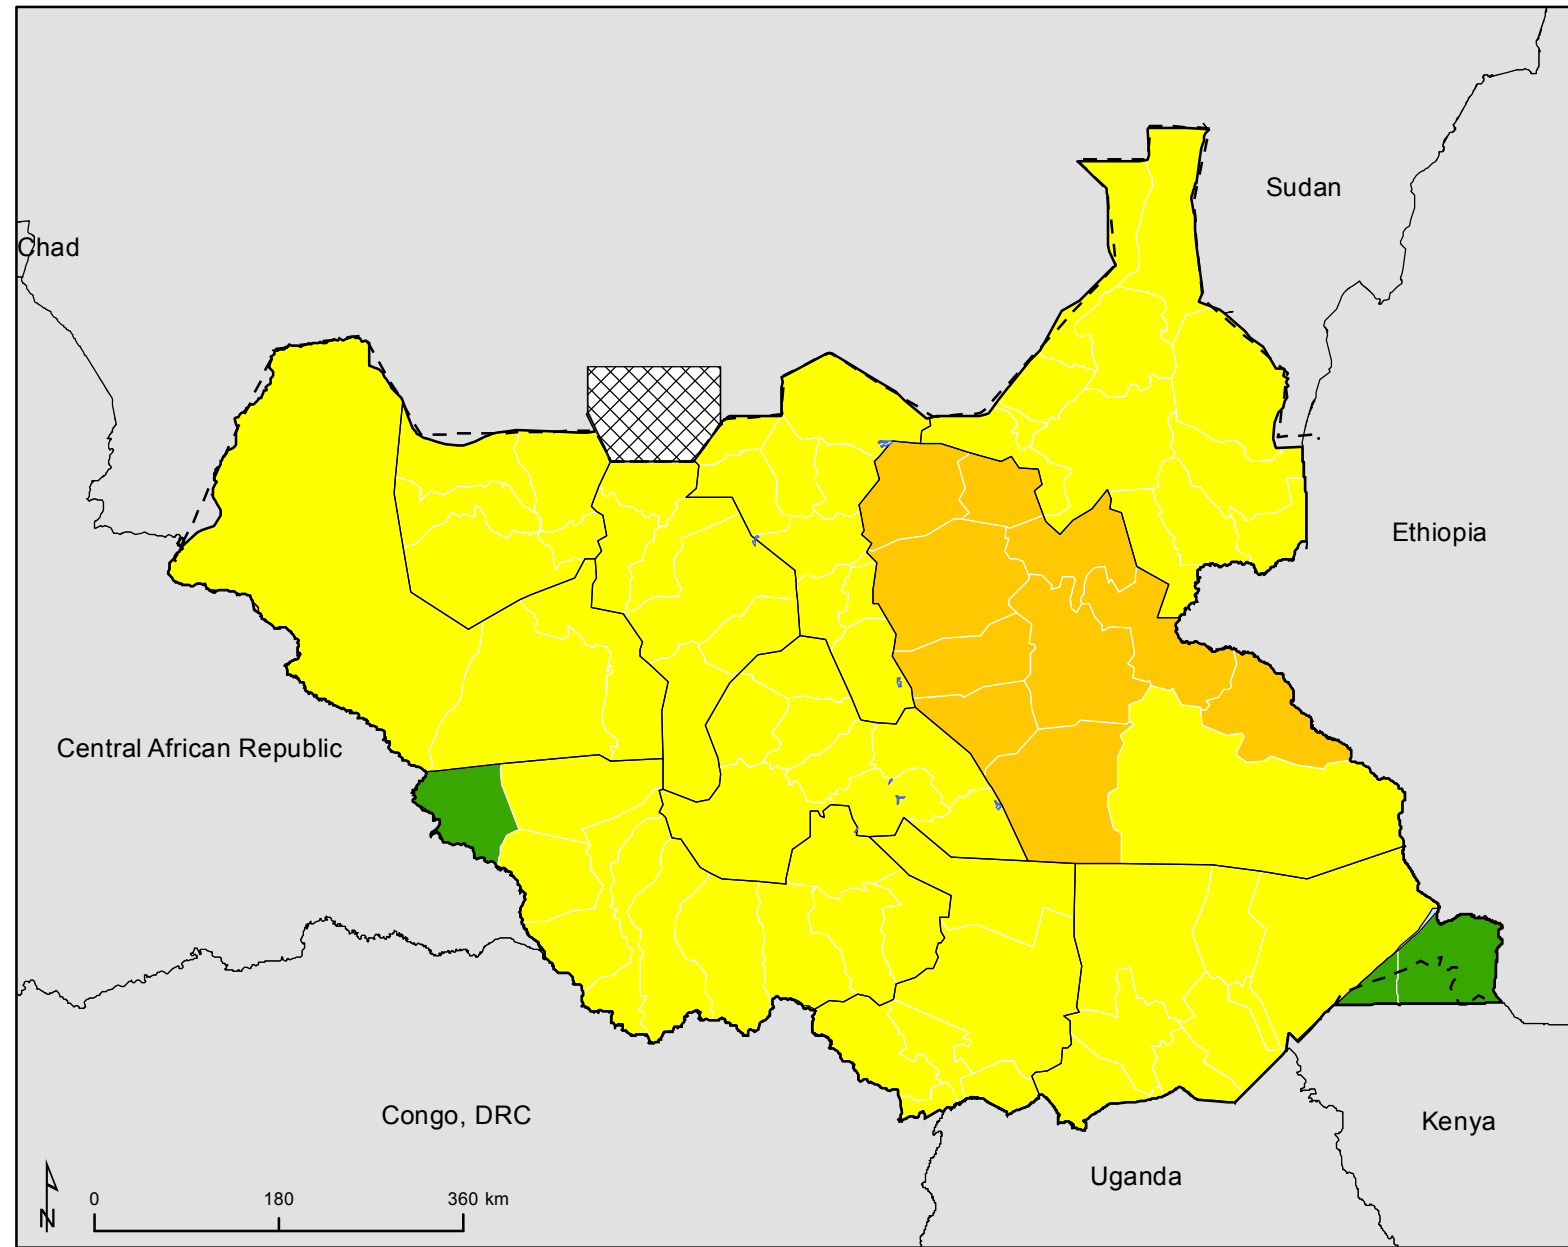 Sudan
Chad
Ethiopia
Central African Republic
Congo, DRC
Kenya
Uganda
N
0 180 360 km